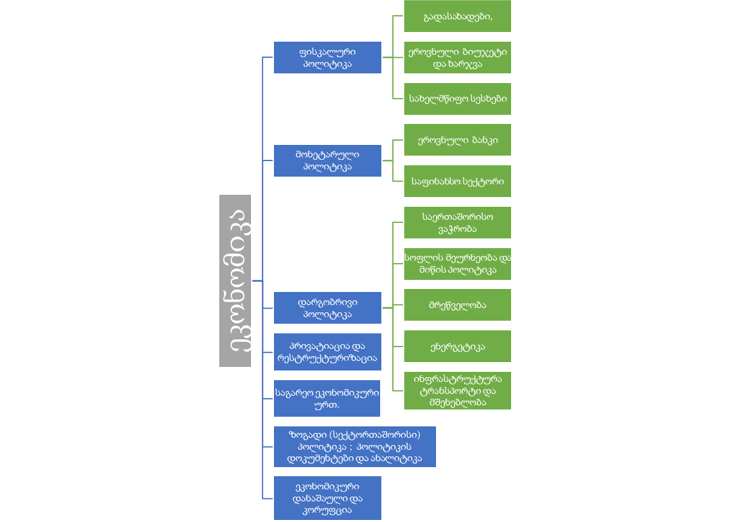 ეკონომიკა
ფისკალური
პოლიტიკა
გადასახადები,
ეროვნული ბიუჯეტი
და ხარჯვა
სახელმწიფო სესხები
მონეტარული
პოლიტიკა
ეროვნული ბანკი
საფინანსო სექტორი
დარგობრივი
პოლიტიკა
საერთაშორისო
ვაჭრობა
სოფლის მეურნეობა და
მიწის პოლიტიკა
მრეწველობა
ენერგეტიკა
ინფრასტრუქტურა
ტრანსპორტი და
მშენებლობა
პრივატიაცია და
რესტრუქტურიზაცია
საგარეო ეკონომიკური
ურთ.
ზოგადი (სექტორთაშორისი)
პოლიტიკა ; პოლიტიკის
დოკუმენტები და ანალიტიკა
ეკონომიკური
დანაშაული და
კორუფცია